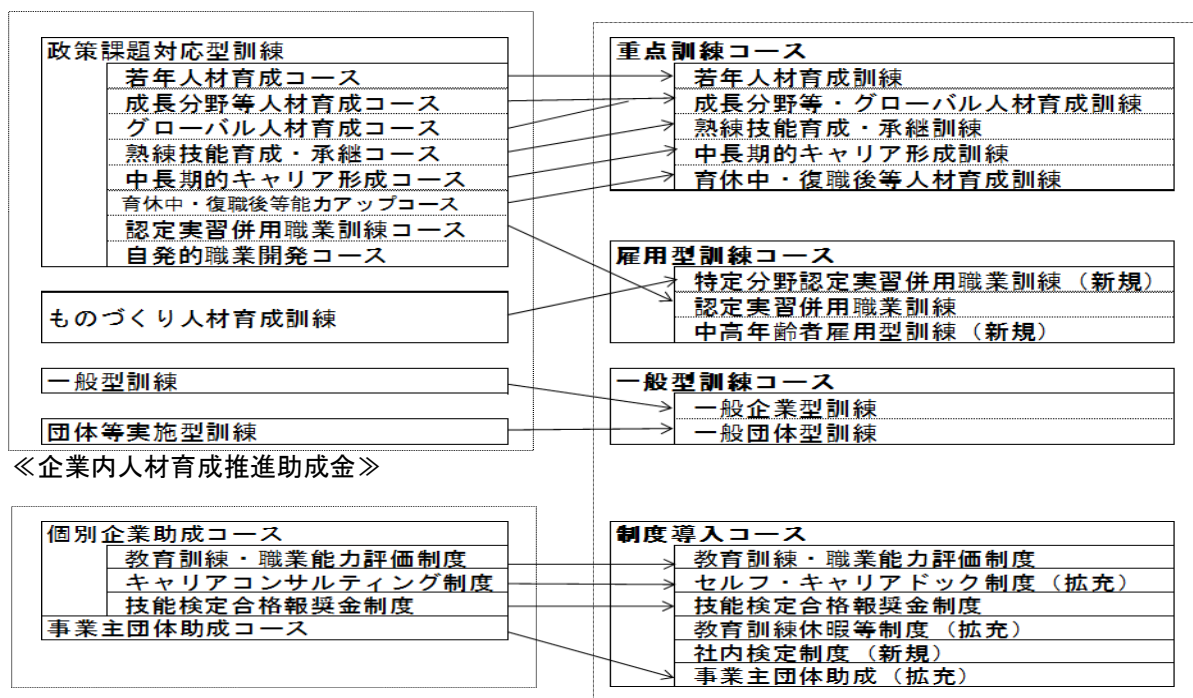 政策課題対応型訓練
若年人材育成コース
成長分野等人材育成コース
グローバル人材育成コース
熟練技能育成・承継コース
中長期的キャリア形成コース
育休中・復職後等能力アップコース
認定実習併用職業訓練コース
自発的職業開発コース
ものづくり人材育成訓練
一般型訓練
団体等実施型訓練
≪企業内人材育成推進助成金≫
個別企業助成コース
教育訓練・職業能力評価制度
キャリアコンサルティング制度
技能検定合格報奨金制度
事業主団体助成コース
重点訓練コース
若年人材育成訓練
成長分野等・グローバル人材育成訓練
熟練技能育成・承継訓練
中長期的キャリア形成訓練
育休中・復職後等人材育成訓練
雇用型訓練コース
特定分野認定実習併用職業訓練（新規）
認定実習併用職業訓練
中高年齢者雇用型訓練（新規）
一般型訓練コース
一般企業型訓練
一般団体型訓練
制度導入コース
教育訓練・職業能力評価制度
セルフ・キャリアドック制度（拡充）
技能検定合格報奨金制度
教育訓練休暇等制度（拡充）
社内検定制度（新規）
事業主団体助成（拡充）